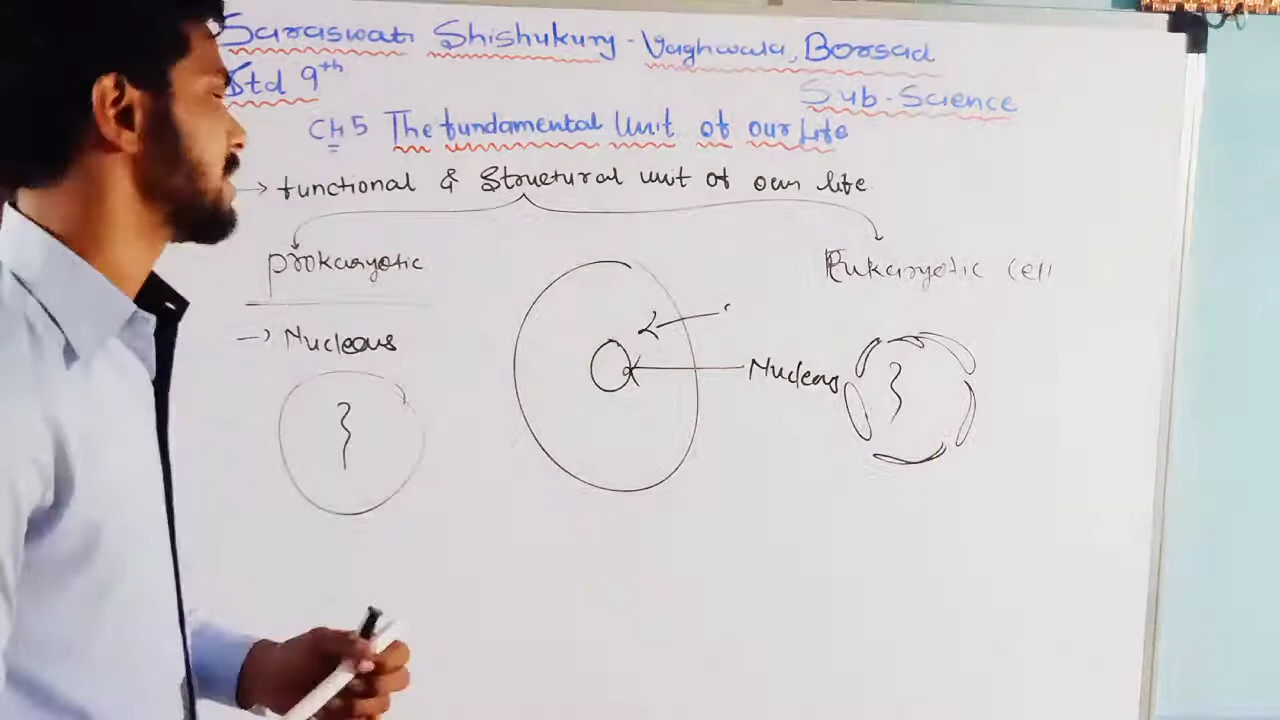 Saraswati Shishukunj - Vaghwala, Borsad
Std 9th
Sub - Science
CH 5 The fundamental Unit of our Life
→ functional & Structural unit of our life
Prokaryotic
Eukaryotic Cell
→ Nucleous
Nucleous